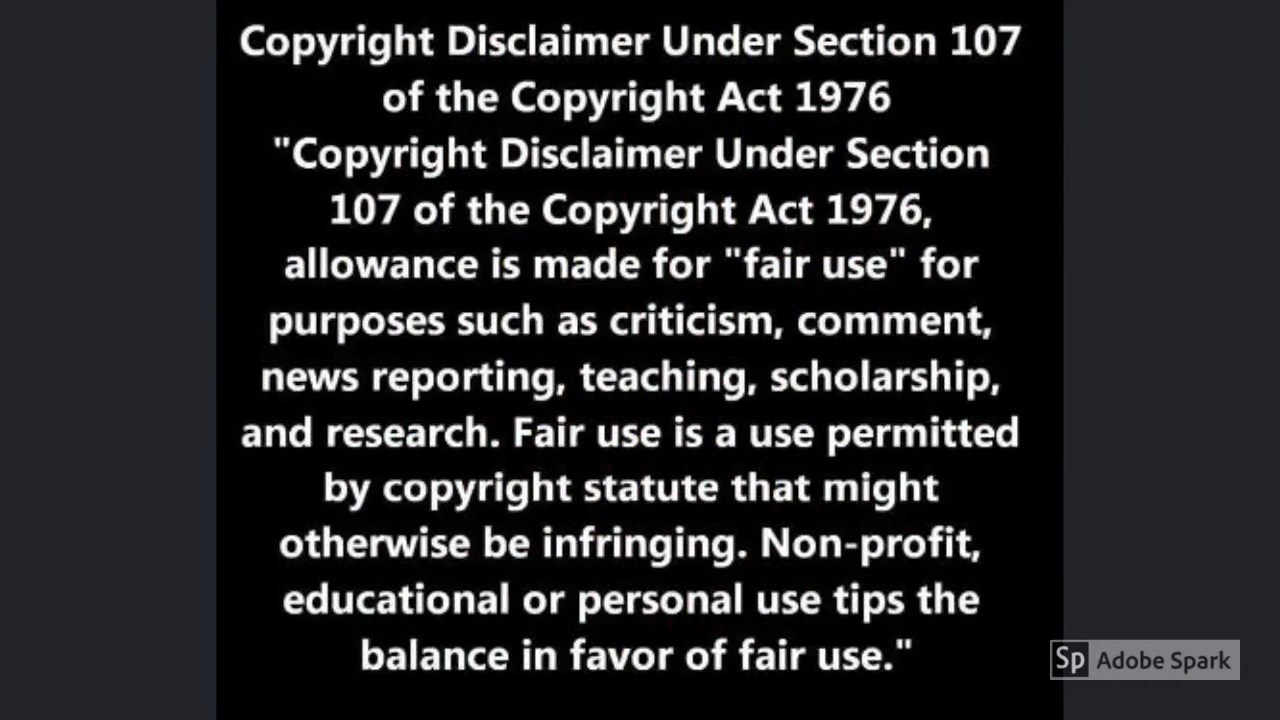 Copyright Disclaimer Under Section 107
of the Copyright Act 1976
"Copyright Disclaimer Under Section
107 of the Copyright Act 1976,
allowance is made for "fair use" for
purposes such as criticism, comment,
news reporting, teaching, scholarship,
and research. Fair use is a use permitted
by copyright statute that might
otherwise be infringing. Non-profit,
educational or personal use tips the
balance in favor of fair use."
Sp Adobe Spark